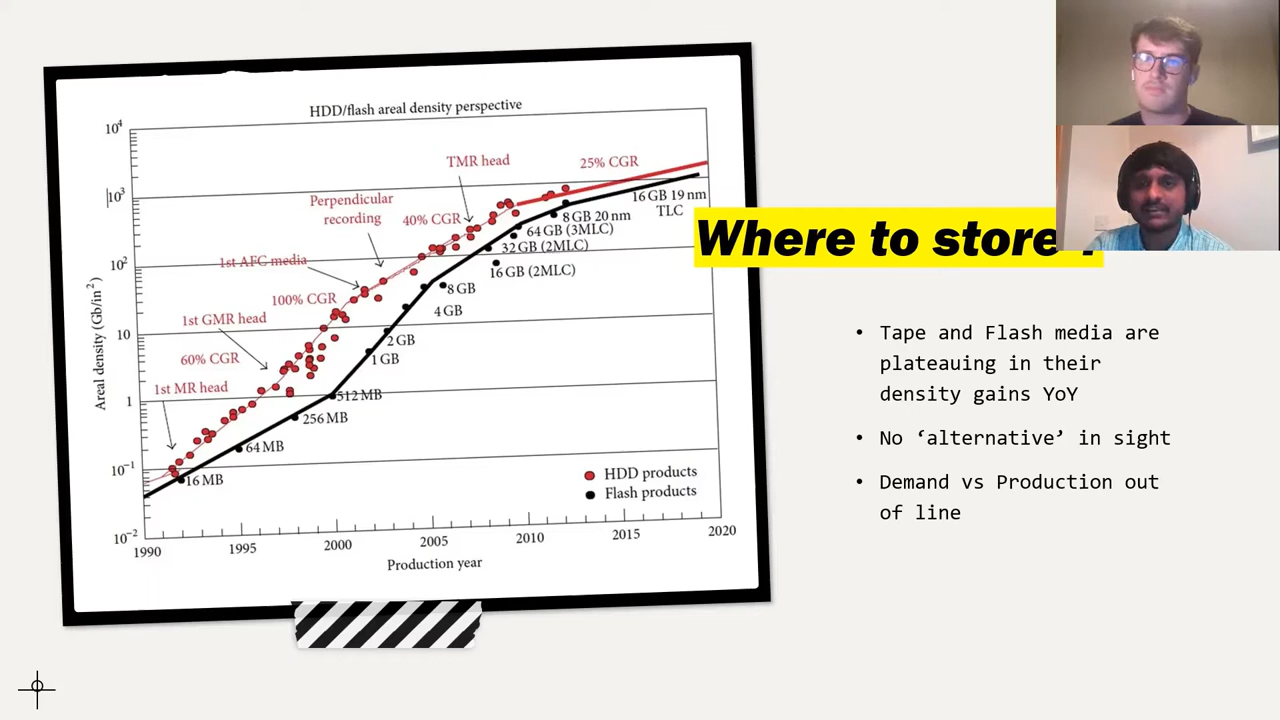 HDD/flash areal density perspective
10⁴
10³
10²
10
1
10⁻¹
10⁻²
Areal density (Gb/in²)
TMR head
25% CGR
Perpendicular
recording
40% CGR
1st AFC media
100% CGR
1st GMR head
60% CGR
1st MR head
16 GB 19 nm
TLC
8 GB 20 nm
64 GB (3MLC)
32 GB (2MLC)
16 GB (2MLC)
8 GB
4 GB
2 GB
1 GB
512 MB
256 MB
64 MB
16 MB
HDD products
Flash products
1990
1995
2000
2005
2010
2015
2020
Production year
Where to store
• Tape and Flash media are
plateauing in their
density gains YoY
• No ‘alternative’ in sight
• Demand vs Production out
of line